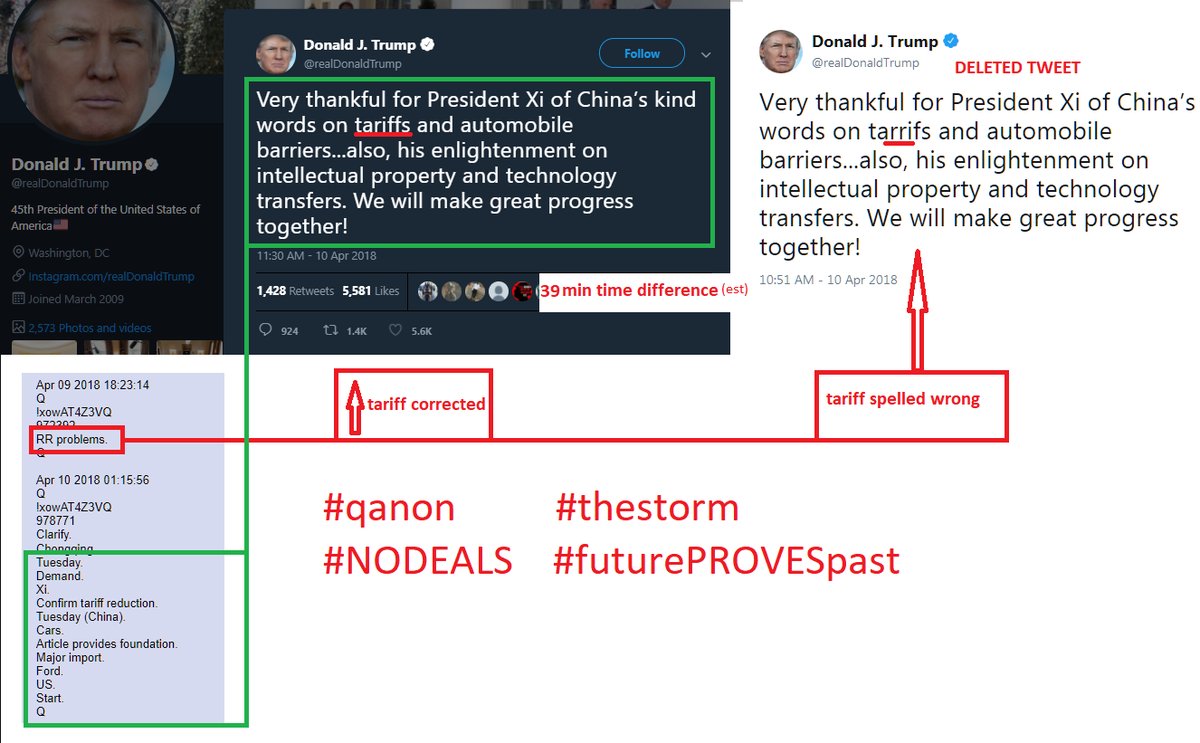 Donald J. Trump
@realDonaldTrump
45th President of the United States of
America
Washington, DC
Instagram.com/realDonaldTrump
Joined March 2009
2,573 Photos and videos
Donald J. Trump
@realDonaldTrump
Follow
Very thankful for President Xi of China's kind
words on tariffs and automobile
barriers...also, his enlightenment on
intellectual property and technology
transfers. We will make great progress
together!
11:30 AM - 10 Apr 2018
1,428 Retweets 5,581 Likes
39 min time difference (est)
924 1.4K 5.6K
Donald J. Trump
@realDonaldTrump
DELETED TWEET
Very thankful for President Xi of China's
words on tarrifs and automobile
barriers...also, his enlightenment on
intellectual property and technology
transfers. We will make great progress
together!
10:51 AM - 10 Apr 2018
tariff corrected
tariff spelled wrong
Apr 09 2018 18:23:14
Q
!xowAT4Z3VQ
972392
RR problems.
Q
Apr 10 2018 01:15:56
Q
!xowAT4Z3VQ
978771
Clarify.
Chongqing.
Tuesday.
Demand.
Xi.
Confirm tariff reduction.
Tuesday (China).
Cars.
Article provides foundation.
Major import.
Ford.
US.
Start.
Q
#qanon #thestorm
#NODEALS #futurePROVESpast